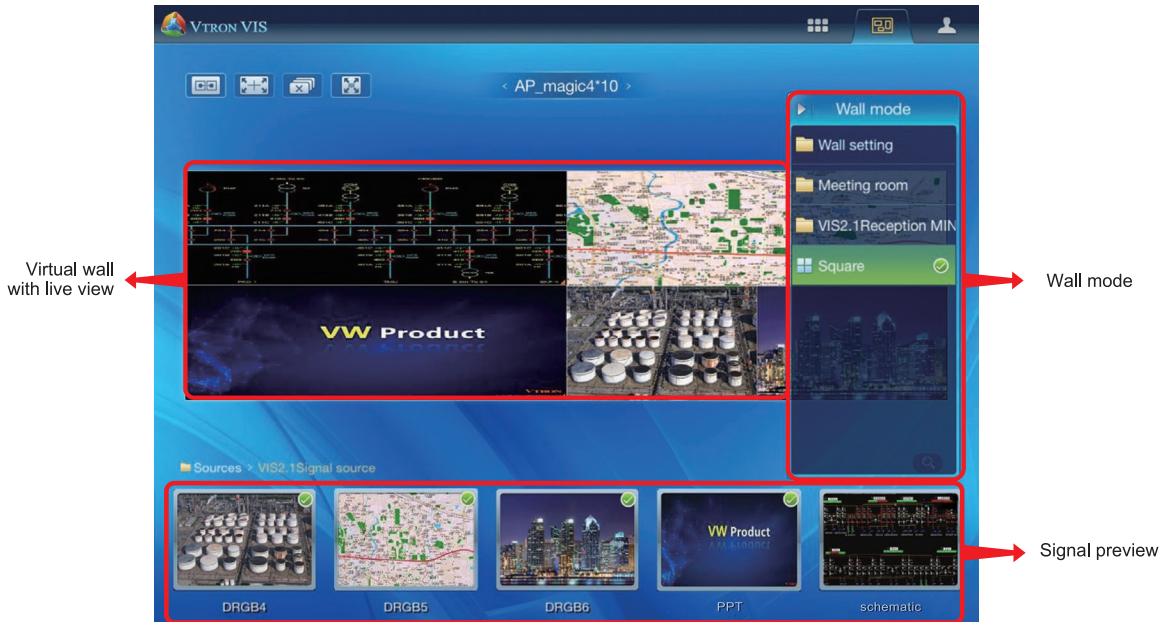 VTRON VIS
< AP_magic4*10 >
Wall mode
Wall setting
Meeting room
VIS2.1Reception MIN
Square
Virtual wall
with live view
Wall mode
VW Product
VTRON
Sources > VIS2.1Signal source
VW Product
Signal preview
DRGB4
DRGB5
DRGB6
PPT
schematic